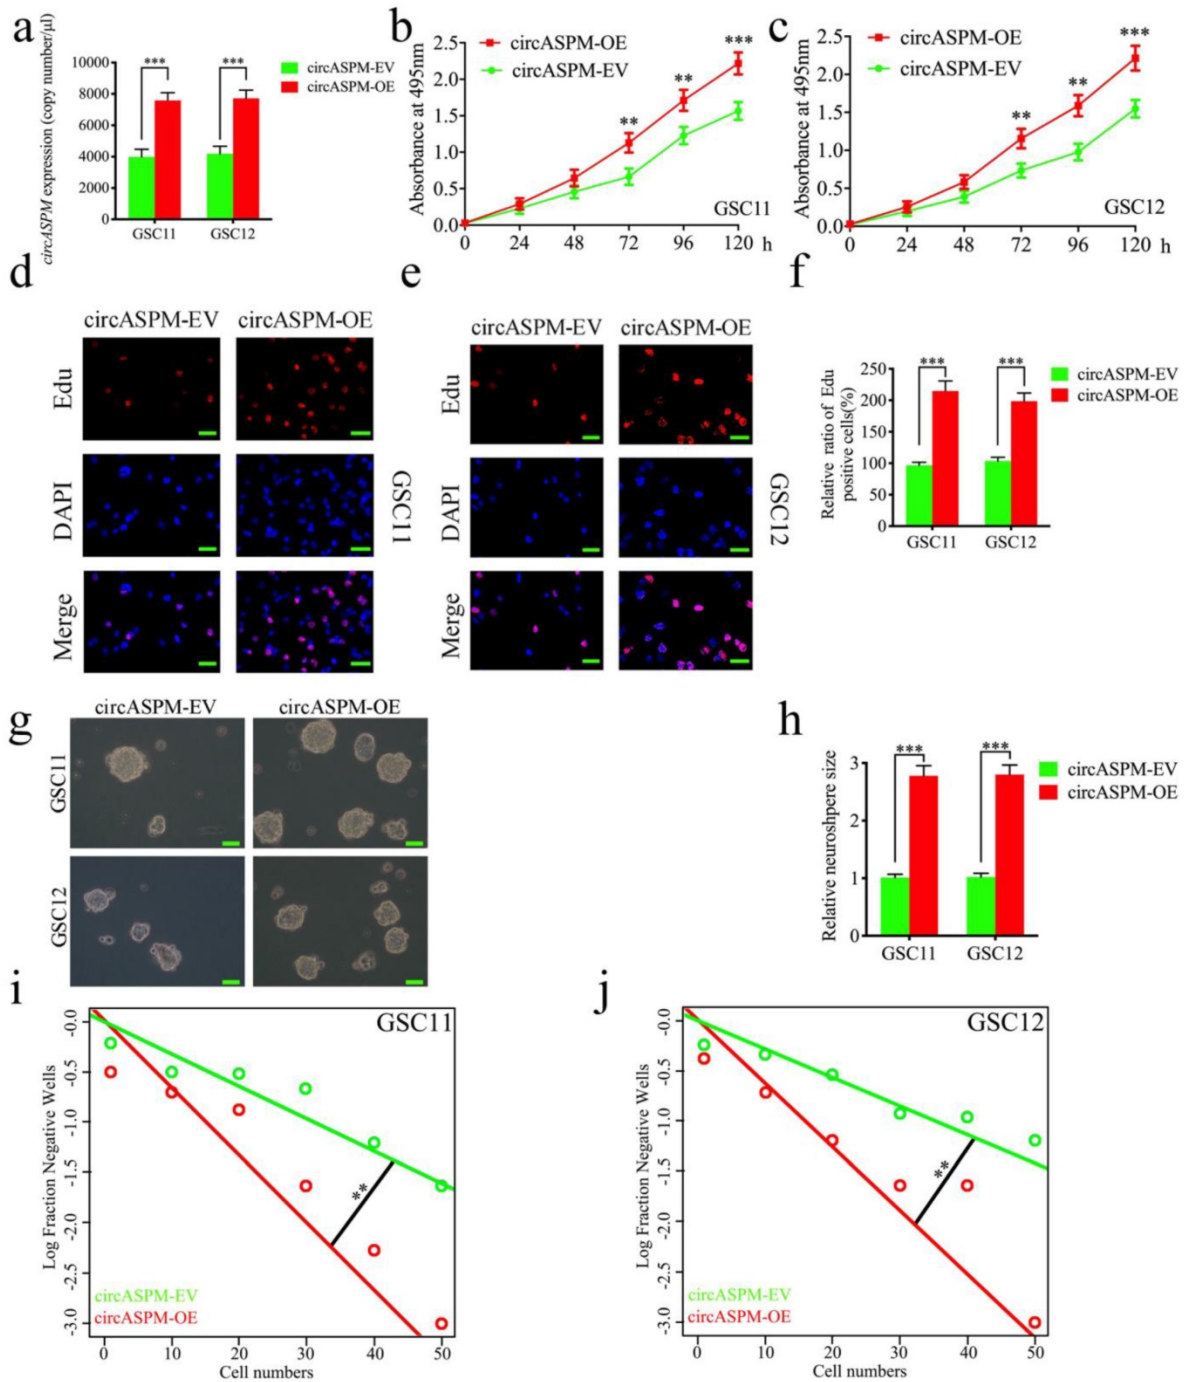 a
circASPM expression (copy number/µl)
10000
8000
6000
4000
2000
0
***
***
GSC11
GSC12
circASPM-EV
circASPM-OE
b
Absorbance at 495nm
2.5
2.0
1.5
1.0
0.5
0.0
circASPM-OE
circASPM-EV
**
**
***
GSC11
0 24 48 72 96 120 h
c
Absorbance at 495nm
2.5
2.0
1.5
1.0
0.5
0.0
circASPM-OE
circASPM-EV
**
**
***
GSC12
0 24 48 72 96 120 h
d
circASPM-EV circASPM-OE
Edu
DAPI
Merge
GSC11
e
circASPM-EV circASPM-OE
Edu
DAPI
Merge
GSC12
f
Relative ratio of Edu
positive cells(%)
250
200
150
100
50
0
***
***
GSC11
GSC12
circASPM-EV
circASPM-OE
g
circASPM-EV circASPM-OE
GSC11
GSC12
h
Relative neuroshpere size
3
2
1
0
***
***
GSC11
GSC12
circASPM-EV
circASPM-OE
i
GSC11
Log Fraction Negative Wells
-0.0
-0.5
-1.0
-1.5
-2.0
-2.5
-3.0
**
circASPM-EV
circASPM-OE
0 10 20 30 40 50
Cell numbers
j
GSC12
Log Fraction Negative Wells
-0.0
-0.5
-1.0
-1.5
-2.0
-2.5
-3.0
**
circASPM-EV
circASPM-OE
0 10 20 30 40 50
Cell numbers